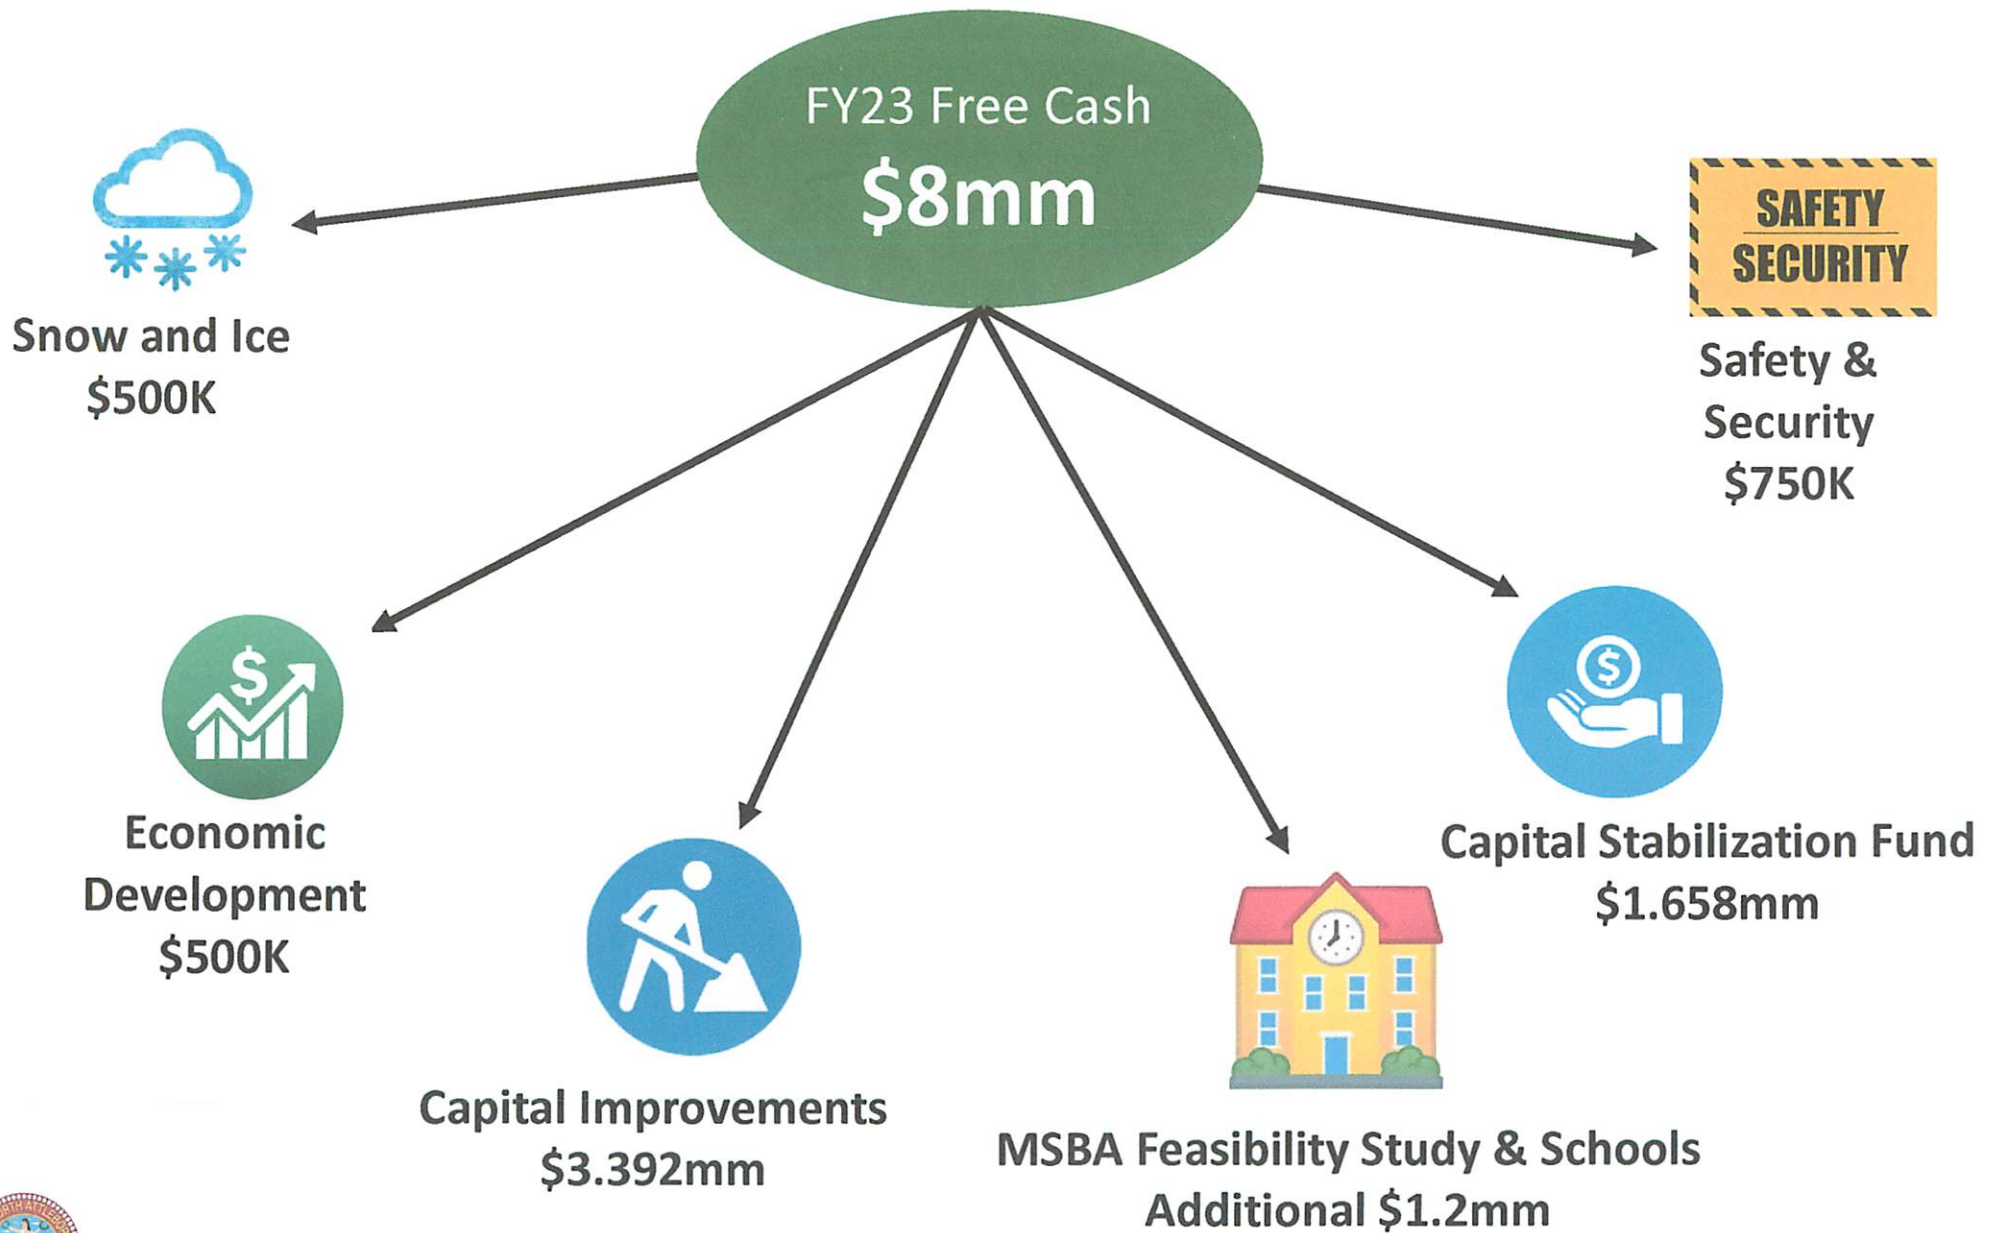 FY23 Free Cash
$8mm
SAFETY
SECURITY
Snow and Ice
$500K
Safety &
Security
$750K
Economic
Development
$500K
Capital Stabilization Fund
$1.658mm
Capital Improvements
$3.392mm
MSBA Feasibility Study & Schools
Additional $1.2mm